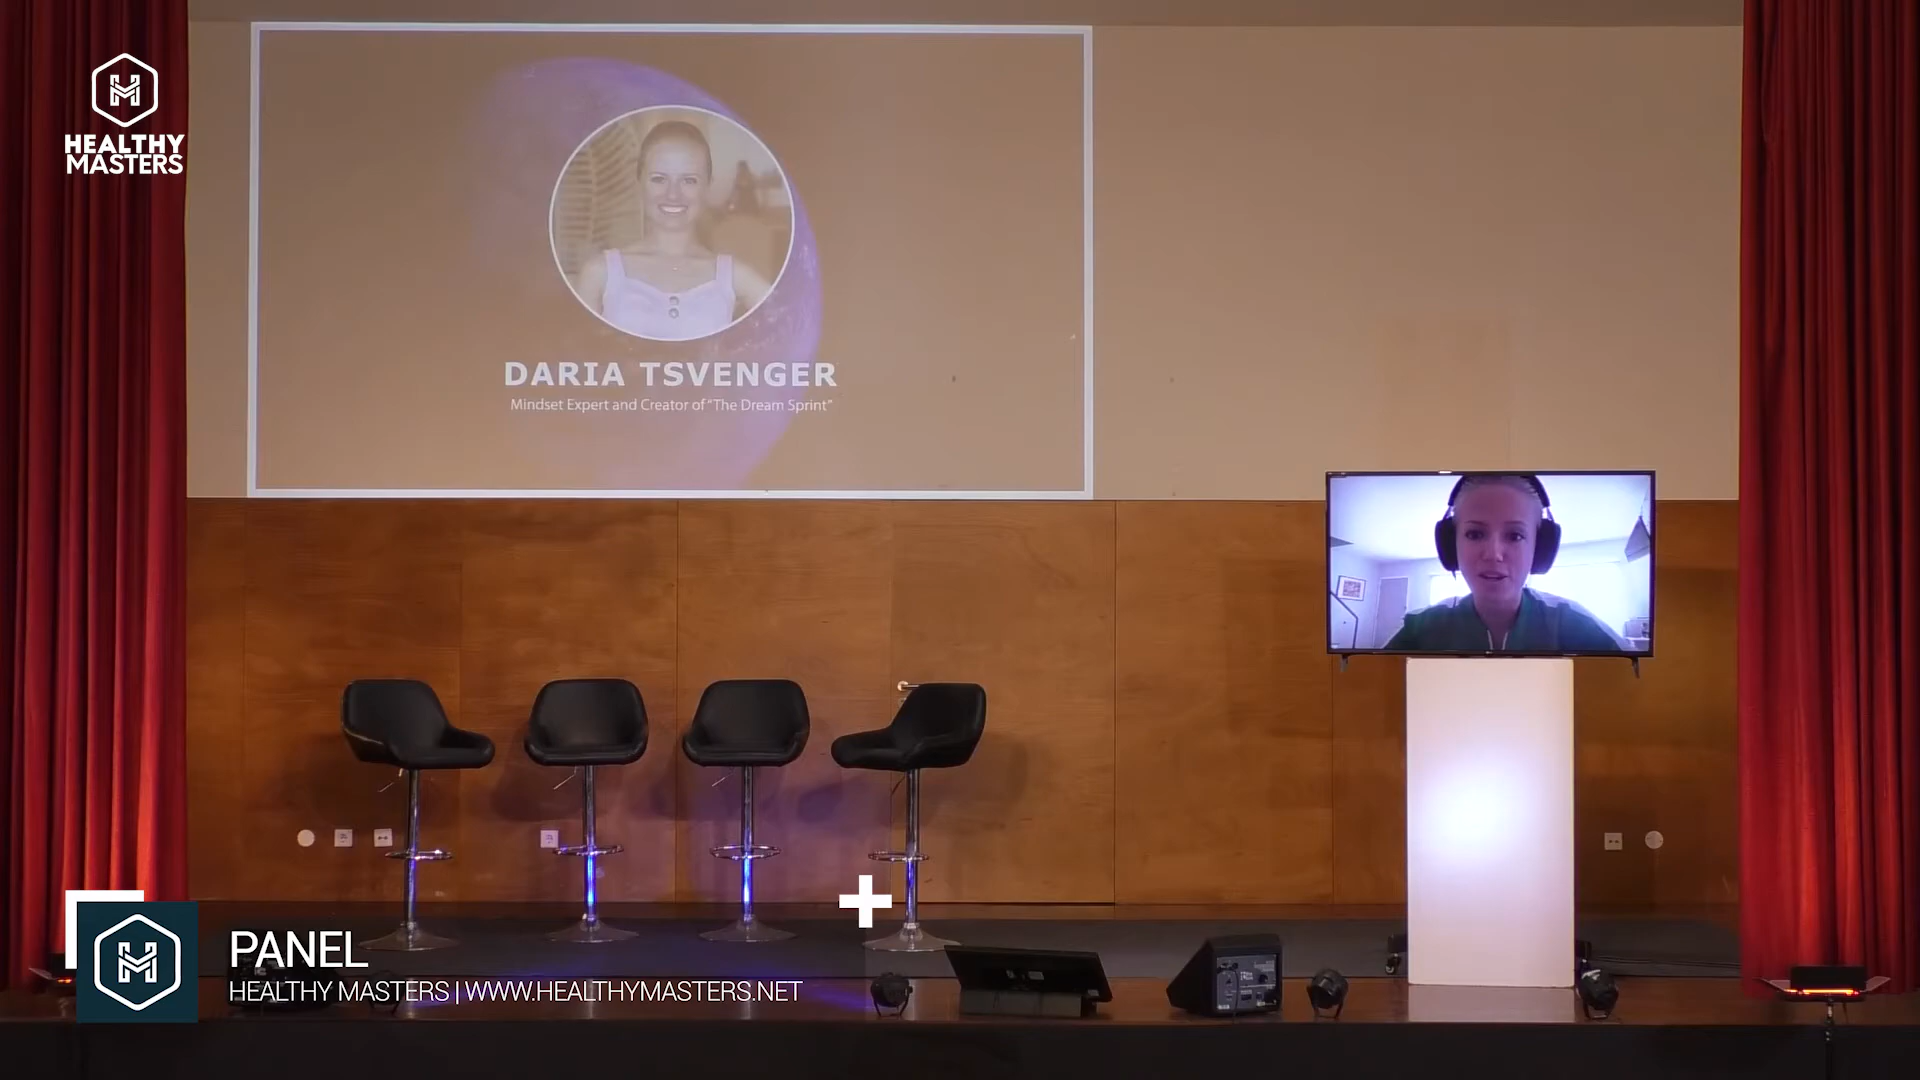 HEALTHY
MASTERS
DARIA TSVENGER
Mindset Expert and Creator of "The Dream Sprint"
PANEL
HEALTHY MASTERS | WWW.HEALTHYMASTERS.NET